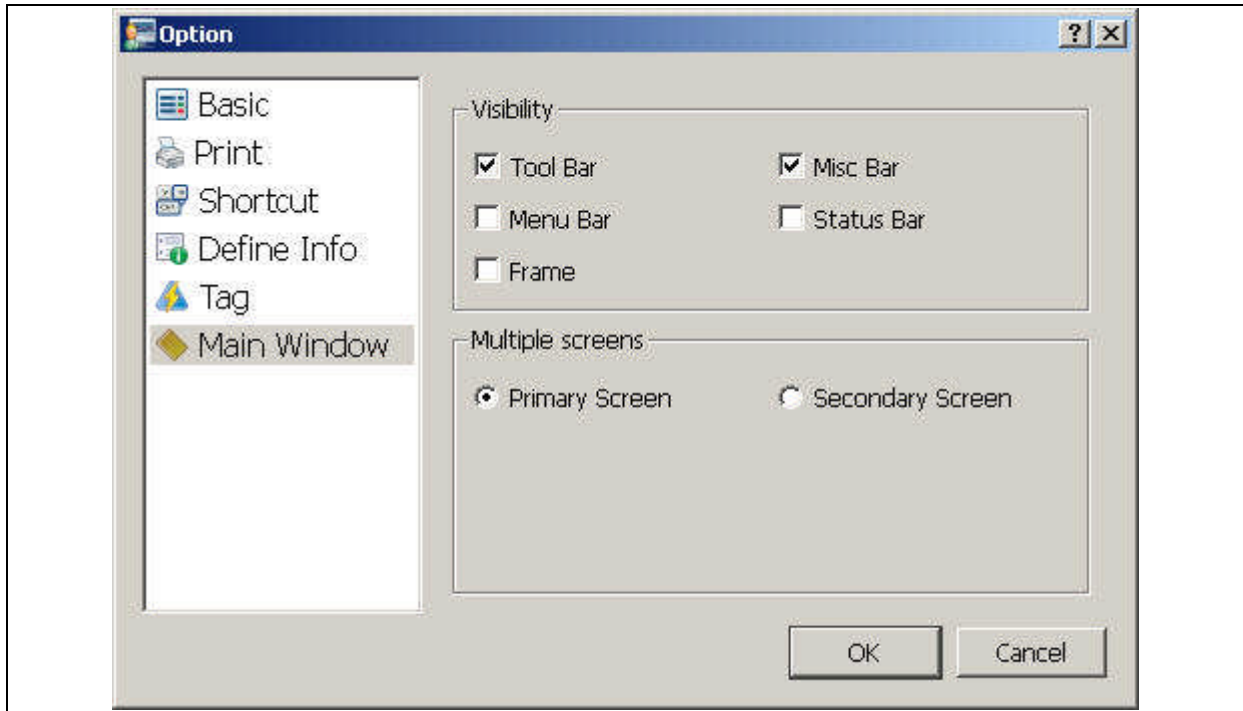 Option
Basic
Print
Shortcut
Define Info
Tag
Main Window
Visibility
Tool Bar
Misc Bar
Menu Bar
Status Bar
Frame
Multiple screens
Primary Screen
Secondary Screen
OK
Cancel